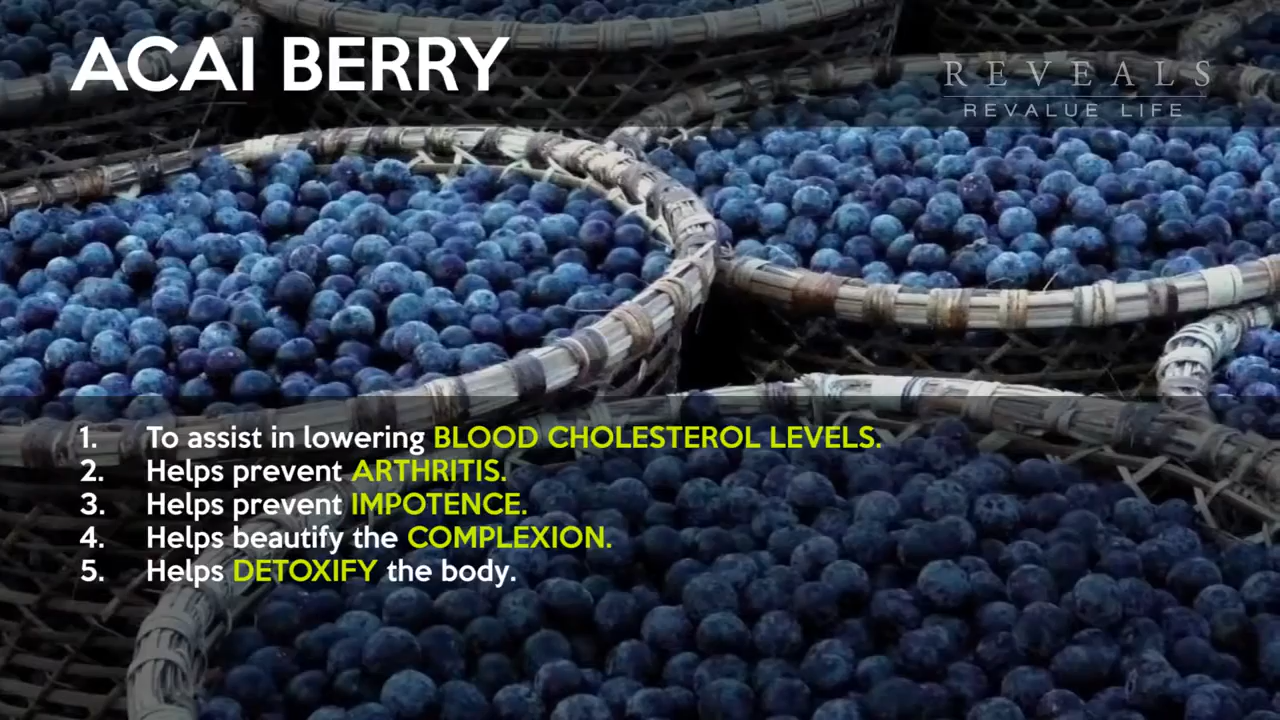 ACAI BERRY
REVEALS
REVALUE LIFE
1. To assist in lowering BLOOD CHOLESTEROL LEVELS.
2. Helps prevent ARTHRITIS.
3. Helps prevent IMPOTENCE.
4. Helps beautify the COMPLEXION.
5. Helps DETOXIFY the body.